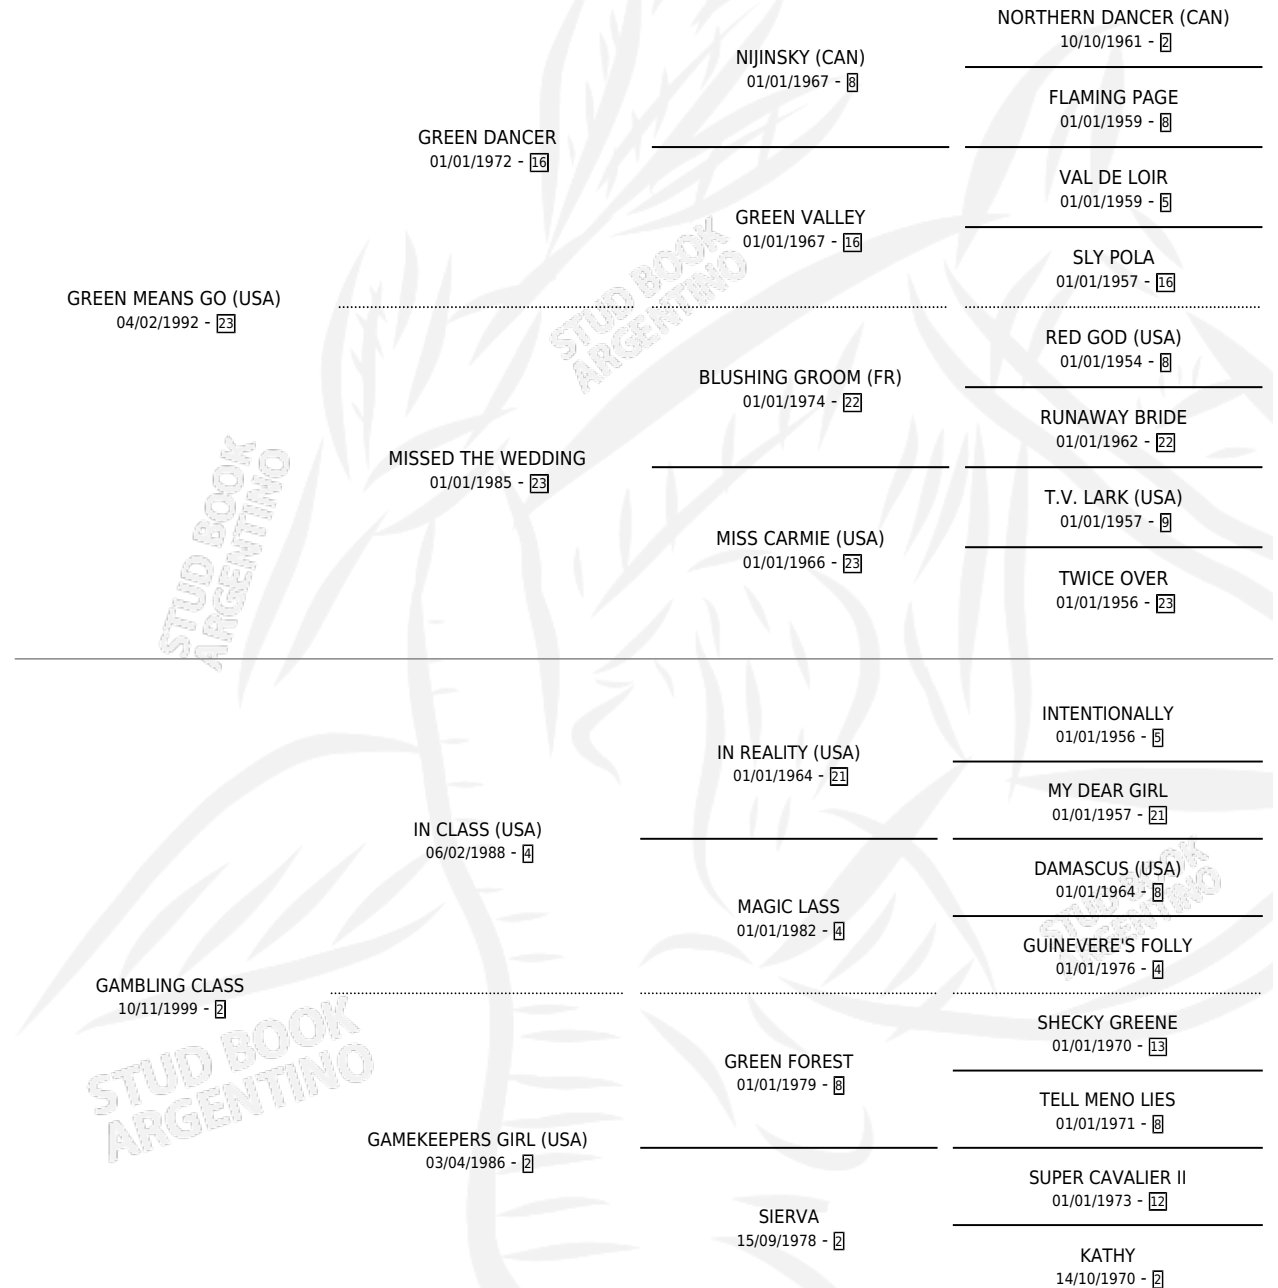 NORTHERN DANCER (CAN)
10/10/1961 - 2
NIJINSKY (CAN)
01/01/1967 - 8
FLAMING PAGE
01/01/1959 - 8
GREEN DANCER
01/01/1972 - 16
VAL DE LOIR
01/01/1959 - 5
GREEN VALLEY
01/01/1967 - 16
SLY POLA
01/01/1957 - 16
GREEN MEANS GO (USA)
04/02/1992 - 23
RED GOD (USA)
01/01/1954 - 8
BLUSHING GROOM (FR)
01/01/1974 - 22
RUNAWAY BRIDE
01/01/1962 - 22
MISSED THE WEDDING
01/01/1985 - 23
T.V. LARK (USA)
01/01/1957 - 9
MISS CARMIE (USA)
01/01/1966 - 23
TWICE OVER
01/01/1956 - 23
STUD BOOK
ARGENTINO
STUD BOOK
ARGENTINO
INTENTIONALLY
01/01/1956 - 5
IN REALITY (USA)
01/01/1964 - 21
MY DEAR GIRL
01/01/1957 - 21
IN CLASS (USA)
06/02/1988 - 4
DAMASCUS (USA)
01/01/1964 - 8
MAGIC LASS
01/01/1982 - 4
GUINEVERE'S FOLLY
01/01/1976 - 4
GAMBLING CLASS
10/11/1999 - 2
SHECKY GREENE
01/01/1970 - 13
GREEN FOREST
01/01/1979 - 8
TELL MENO LIES
01/01/1971 - 8
GAMEKEEPERS GIRL (USA)
03/04/1986 - 2
SUPER CAVALIER II
01/01/1973 - 12
SIERVA
15/09/1978 - 2
KATHY
14/10/1970 - 2
STUD BOOK
ARGENTINO
STUD BOOK
ARGENTINO